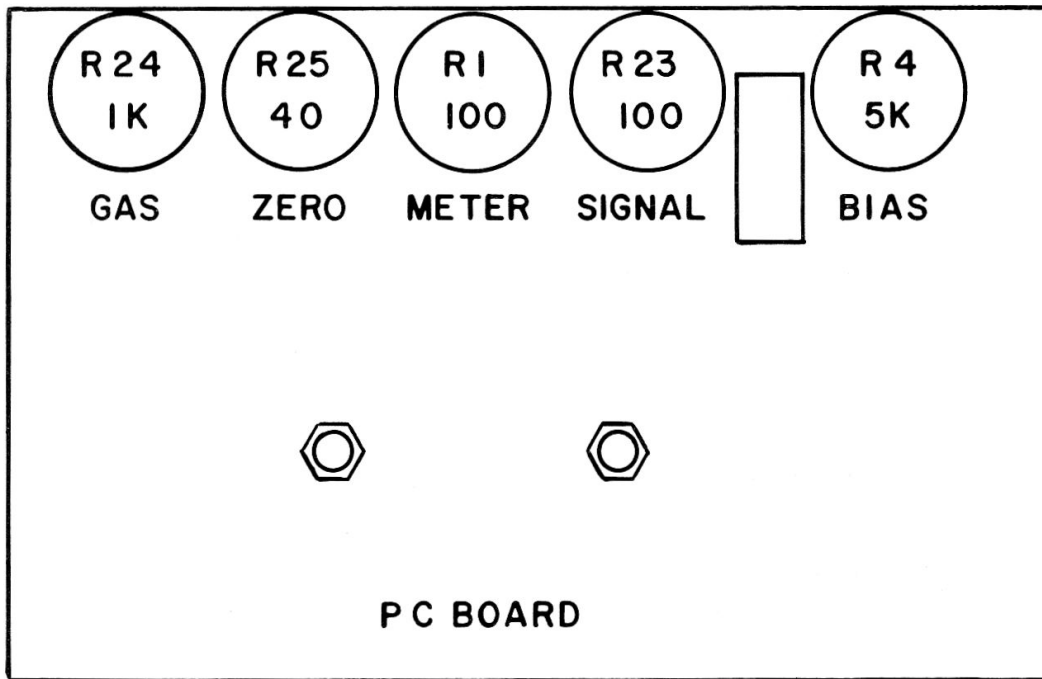 R24 R25 R1 R23 R4
1K 40 100 100 5K
GAS ZERO METER SIGNAL BIAS
PC BOARD